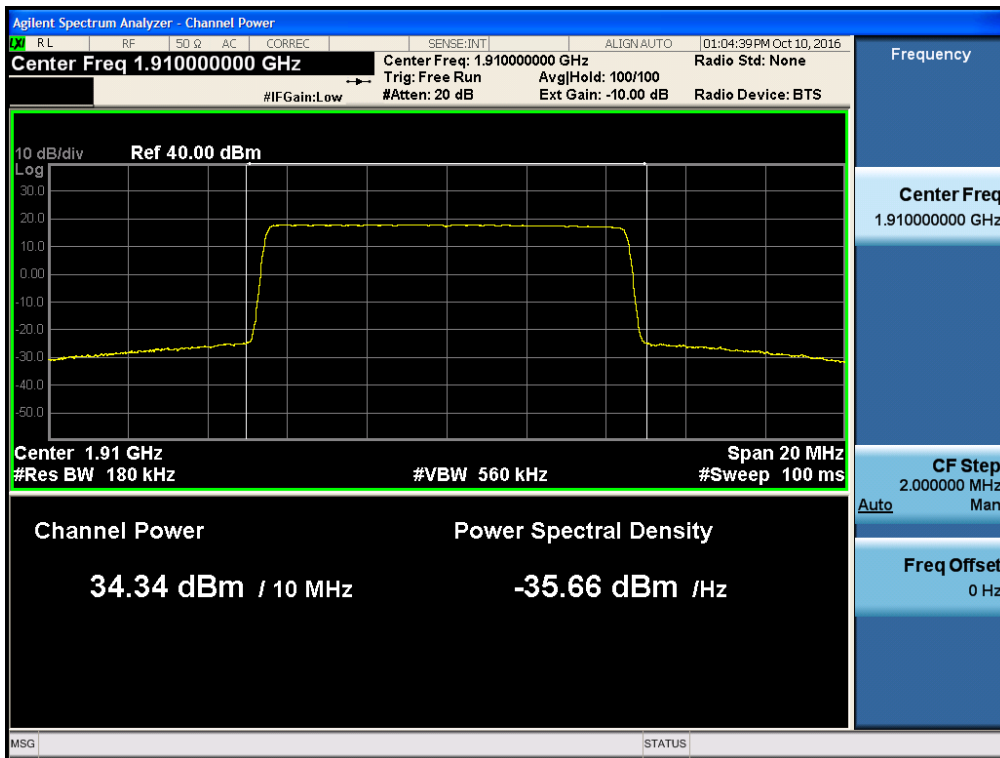 Agilent Spectrum Analyzer - Channel Power
LXI RL RF 50 Ω AC CORREC SENSE:INT ALIGN AUTO 01:04:39 PM Oct 10, 2016
Center Freq 1.910000000 GHz
Center Freq: 1.910000000 GHz Radio Std: None
Trig: Free Run Avg|Hold: 100/100
#IFGain:Low #Atten: 20 dB Ext Gain: -10.00 dB Radio Device: BTS
10 dB/div Ref 40.00 dBm
Log
30.0
20.0
10.0
0.00
-10.0
-20.0
-30.0
-40.0
-50.0
Center 1.91 GHz Span 20 MHz
#Res BW 180 kHz #VBW 560 kHz #Sweep 100 ms
Channel Power Power Spectral Density
34.34 dBm / 10 MHz -35.66 dBm /Hz
Frequency
Center Freq
1.910000000 GHz
CF Step
2.000000 MHz
Auto Man
Freq Offset
0 Hz
MSG STATUS